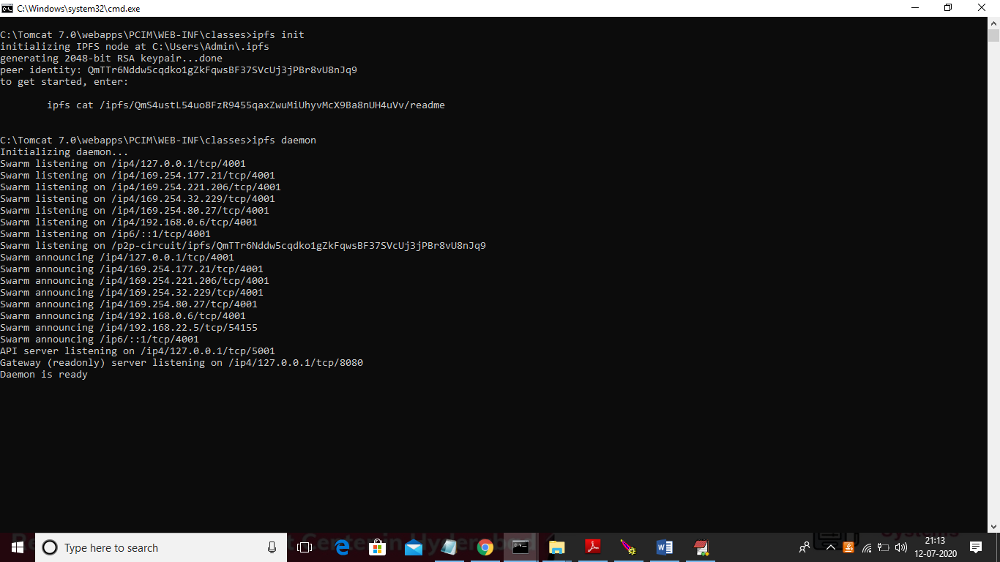 C:\Windows\system32\cmd.exe
C:\Tomcat 7.0\webapps\PCIM\WEB-INF\classes>ipfs init
initializing IPFS node at C:\Users\Admin\.ipfs
generating 2048-bit RSA keypair...done
peer identity: QmTTr6Nddw5cqdko1gZkFqwsBF37SVcUj3jPBr8vU8nJq9
to get started, enter:
ipfs cat /ipfs/QmS4ustL54uo8FzR9455qaxZwuMiUhyvMcX9Ba8nUH4uVv/readme
C:\Tomcat 7.0\webapps\PCIM\WEB-INF\classes>ipfs daemon
Initializing daemon...
Swarm listening on /ip4/127.0.0.1/tcp/4001
Swarm listening on /ip4/169.254.177.21/tcp/4001
Swarm listening on /ip4/169.254.221.206/tcp/4001
Swarm listening on /ip4/169.254.32.229/tcp/4001
Swarm listening on /ip4/169.254.80.27/tcp/4001
Swarm listening on /ip4/192.168.0.6/tcp/4001
Swarm listening on /ip6/::1/tcp/4001
Swarm listening on /p2p-circuit/ipfs/QmTTr6Nddw5cqdko1gZkFqwsBF37SVcUj3jPBr8vU8nJq9
Swarm announcing /ip4/127.0.0.1/tcp/4001
Swarm announcing /ip4/169.254.177.21/tcp/4001
Swarm announcing /ip4/169.254.221.206/tcp/4001
Swarm announcing /ip4/169.254.32.229/tcp/4001
Swarm announcing /ip4/169.254.80.27/tcp/4001
Swarm announcing /ip4/192.168.0.6/tcp/4001
Swarm announcing /ip4/192.168.22.5/tcp/54155
Swarm announcing /ip6/::1/tcp/4001
API server listening on /ip4/127.0.0.1/tcp/5001
Gateway (readonly) server listening on /ip4/127.0.0.1/tcp/8080
Daemon is ready
Type here to search
Center in Hyderabad
Systems
21:13
12-07-2020